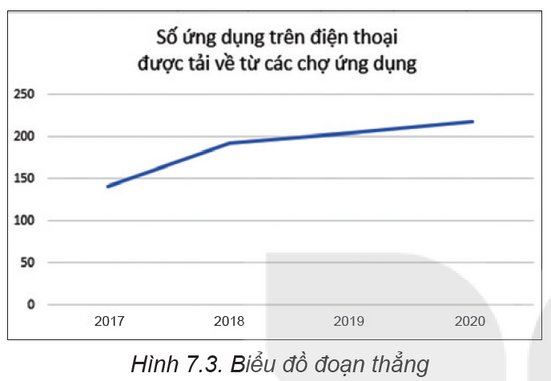 Số ứng dụng trên điện thoại
được tải về từ các chợ ứng dụng
250
200
150
100
50
0
2017 2018 2019 2020
Hình 7.3. Biểu đồ đoạn thẳng